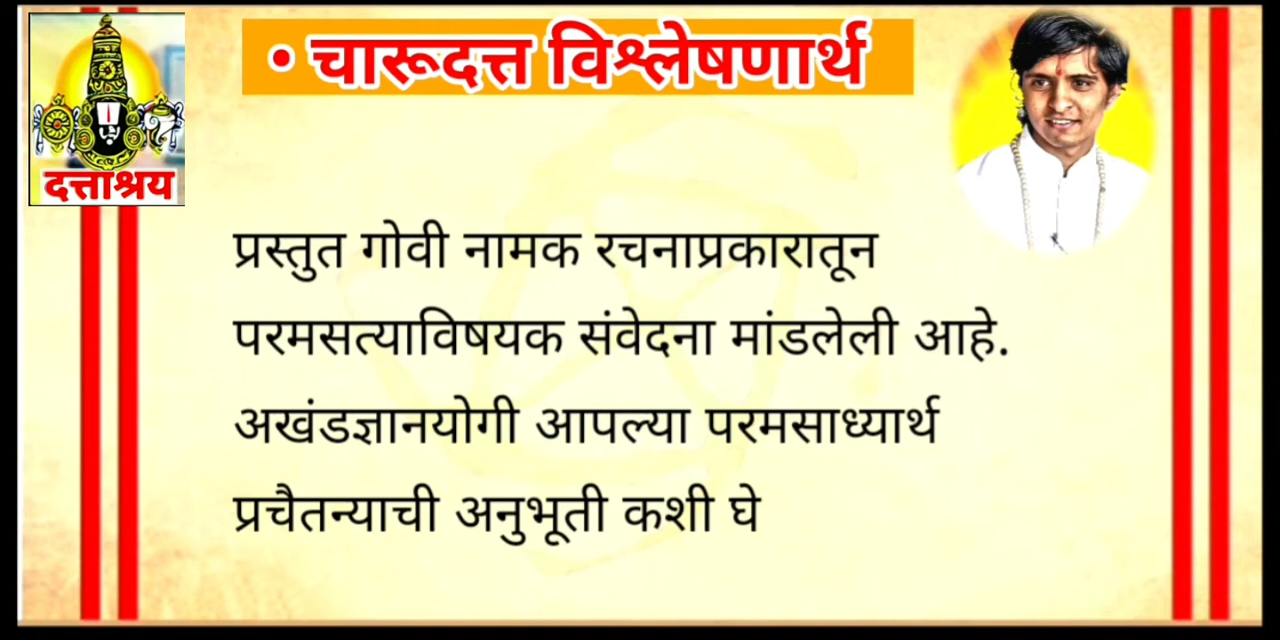 • चारूदत्त विश्लेषणार्थ
दत्ताश्रय
प्रस्तुत गोवी नामक रचनाप्रकारातून
परमसत्याविषयक संवेदना मांडलेली आहे.
अखंडज्ञानयोगी आपल्या परमसाध्यार्थ
प्रचैतन्याची अनुभूती कशी घे